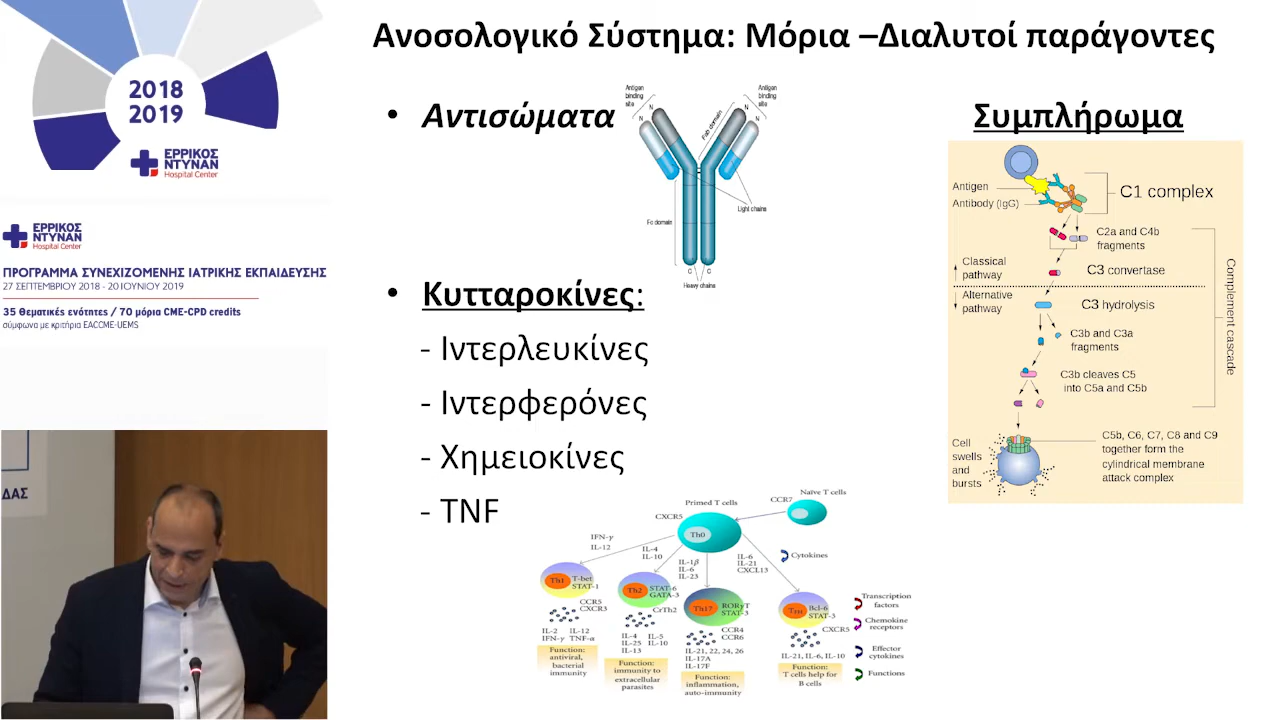 Ανοσολογικό Σύστημα: Μόρια –Διαλυτοί παράγοντες
2018
2019
ΕΡΡΙΚΟΣ
ΝΤΥΝΑΝ
Hospital Center
ΕΡΡΙΚΟΣ
ΝΤΥΝΑΝ
Hospital Center
ΠΡΟΓΡΑΜΜΑ ΣΥΝΕΧΙΖΟΜΕΝΗΣ ΙΑΤΡΙΚΗΣ ΕΚΠΑΙΔΕΥΣΗΣ
27 ΣΕΠΤΕΜΒΡΙΟΥ 2018 - 20 ΙΟΥΝΙΟΥ 2019
35 Θεματικές ενότητες / 70 μόρια CME-CPD credits
σύμφωνα με κριτήρια EACCME-UEMS
ΔΑΣ
• Αντισώματα
Antigen
binding
site
Antigen
binding
site
N
N
N
N
Fab domain
Light chains
Fc domain
C
C
Heavy chains
• Κυτταροκίνες:
- Ιντερλευκίνες
- Ιντερφερόνες
- Χημειοκίνες
- TNF
Primed T cells
Naïve T cells
CCR7
CXCR5
Th0
IFN-γ
IL-12
IL-4
IL-10
IL-1β
IL-6
IL-23
IL-6
IL-21
CXCL13
Cytokines
Th1
T-bet
STAT-1
CCR5
CXCR3
IL-2 IL-12
IFN-γ TNF-α
Function:
antiviral,
bacterial
immunity
Th2
STAT-6
GATA-3
CrTh2
IL-4 IL-5
IL-25 IL-10
IL-13
Function:
immunity to
extracellular
parasites
Th17
RORγT
STAT-3
CCR4
CCR6
IL-21, 22, 24, 26
IL-17A
IL-17F
Function:
inflammation,
auto-immunity
TFH
Bcl-6
STAT-3
CXCR5
IL-21, IL-6, IL-10
Function:
T cells help for
B cells
Transcription
factors
Chemokine
receptors
Effector
cytokines
Functions
Συμπλήρωμα
Antigen
Antibody (IgG)
C1 complex
C2a and C4b
fragments
Classical
pathway
C3 convertase
Alternative
pathway
C3 hydrolysis
C3b and C3a
fragments
C3b cleaves C5
into C5a and C5b
Complement cascade
Cell
swells
and
bursts
C5b, C6, C7, C8 and C9
together form the
cylindrical membrane
attack complex